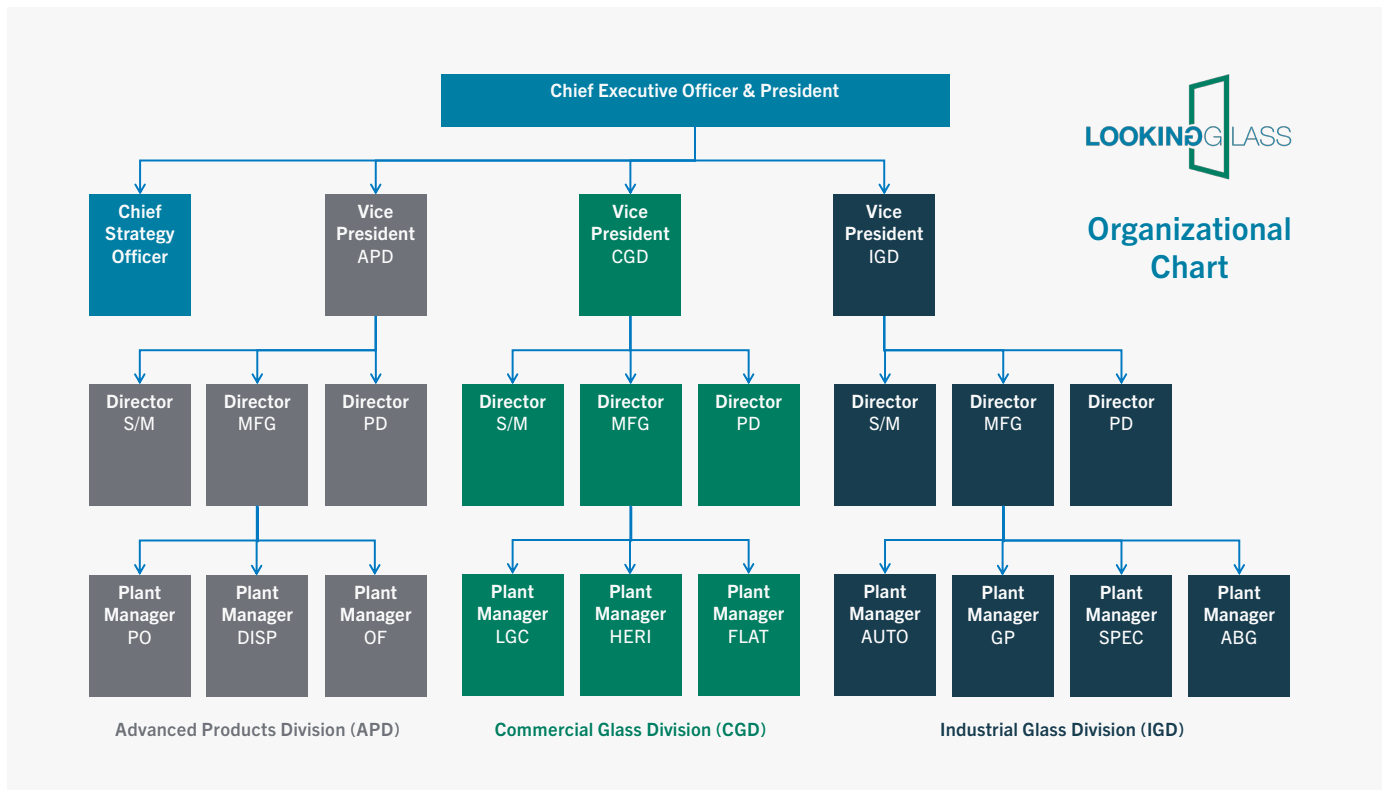 Chief Executive Officer & President
LOOKINGGLASS
Organizational
Chart
Chief
Strategy
Officer
Vice
President
APD
Vice
President
CGD
Vice
President
IGD
Director
S/M
Director
MFG
Director
PD
Director
S/M
Director
MFG
Director
PD
Director
S/M
Director
MFG
Director
PD
Plant
Manager
PO
Plant
Manager
DISP
Plant
Manager
OF
Plant
Manager
LGC
Plant
Manager
HERI
Plant
Manager
FLAT
Plant
Manager
AUTO
Plant
Manager
GP
Plant
Manager
SPEC
Plant
Manager
ABG
Advanced Products Division (APD)
Commercial Glass Division (CGD)
Industrial Glass Division (IGD)